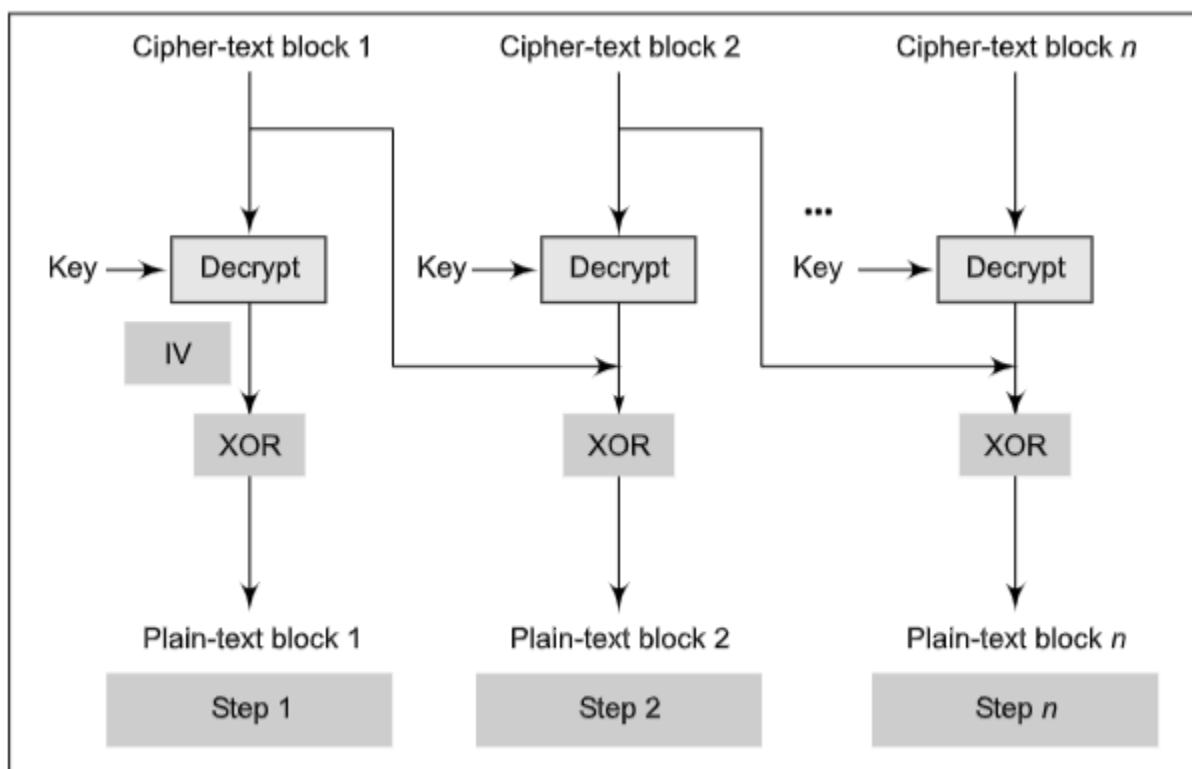 Cipher-text block 1 Cipher-text block 2 Cipher-text block n
...
Key Decrypt Key Decrypt Key Decrypt
IV
XOR XOR XOR
Plain-text block 1 Plain-text block 2 Plain-text block n
Step 1 Step 2 Step n